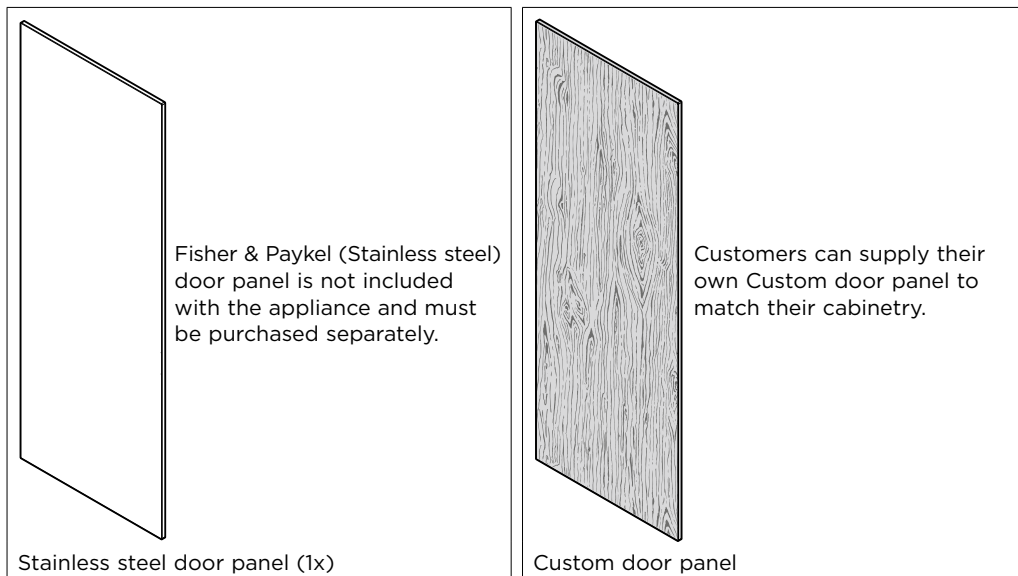 Fisher & Paykel (Stainless steel)
door panel is not included
with the appliance and must
be purchased separately.
Stainless steel door panel (1x)
Customers can supply their
own Custom door panel to
match their cabinetry.
Custom door panel